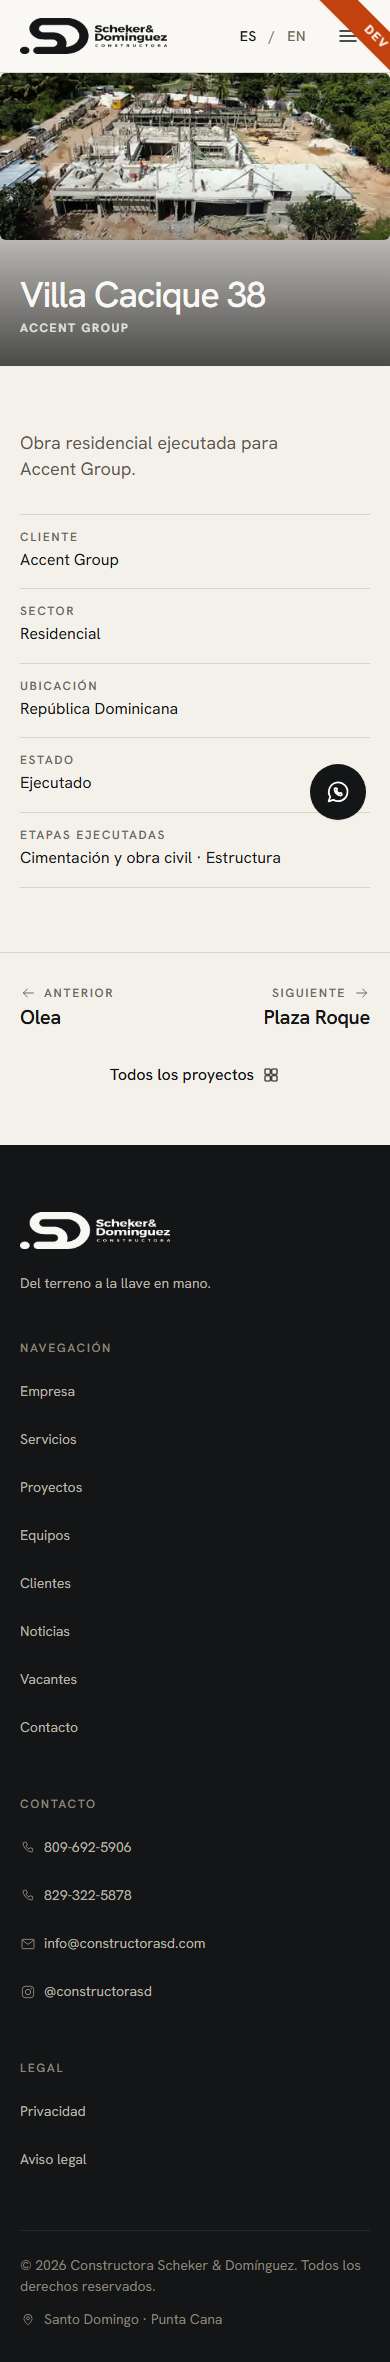 Scheker&
Domínguez
CONSTRUCTORA
ES / EN
DEV
Villa Cacique 38
ACCENT GROUP
Obra residencial ejecutada para
Accent Group.
CLIENTE
Accent Group
SECTOR
Residencial
UBICACIÓN
República Dominicana
ESTADO
Ejecutado
ETAPAS EJECUTADAS
Cimentación y obra civil · Estructura
ANTERIOR
Olea
SIGUIENTE
Plaza Roque
Todos los proyectos
Scheker&
Domínguez
CONSTRUCTORA
Del terreno a la llave en mano.
NAVEGACIÓN
Empresa
Servicios
Proyectos
Equipos
Clientes
Noticias
Vacantes
Contacto
CONTACTO
809-692-5906
829-322-5878
info@constructorasd.com
@constructorasd
LEGAL
Privacidad
Aviso legal
© 2026 Constructora Scheker & Domínguez. Todos los
derechos reservados.
Santo Domingo · Punta Cana